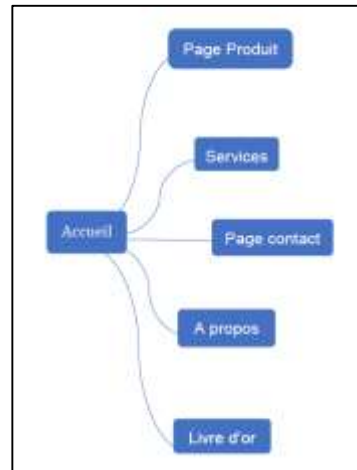 Page Produit
Services
Accueil
Page contact
A propos
Livre d'or